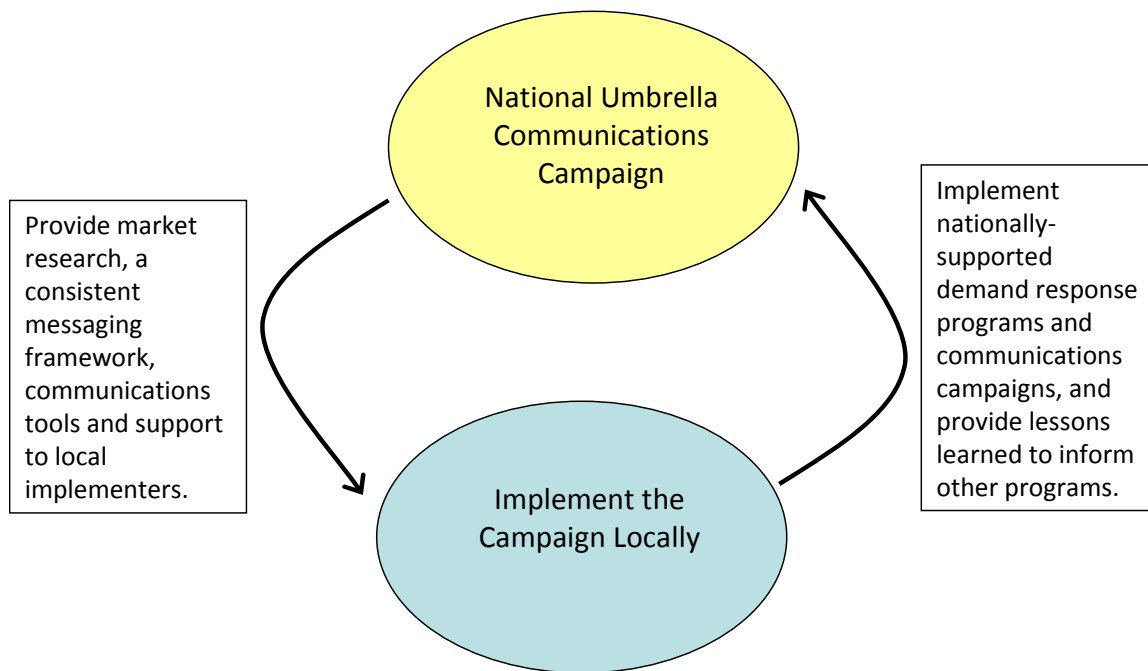 National Umbrella
Communications
Campaign
Provide market
research, a
consistent
messaging
framework,
communications
tools and support
to local
implementers.
Implement
nationally-
supported
demand response
programs and
communications
campaigns, and
provide lessons
learned to inform
other programs.
Implement the
Campaign Locally